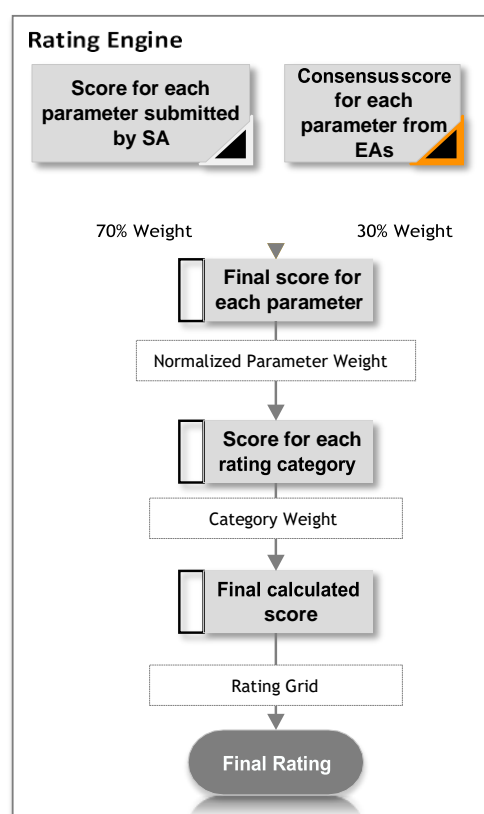 Rating Engine
Score for each
parameter submitted
by SA
Consensusscore
for each
parameter from
EAs
70% Weight
30% Weight
Final score for
each parameter
Normalized Parameter Weight
Score for each
rating category
Category Weight
Final calculated
score
Rating Grid
Final Rating